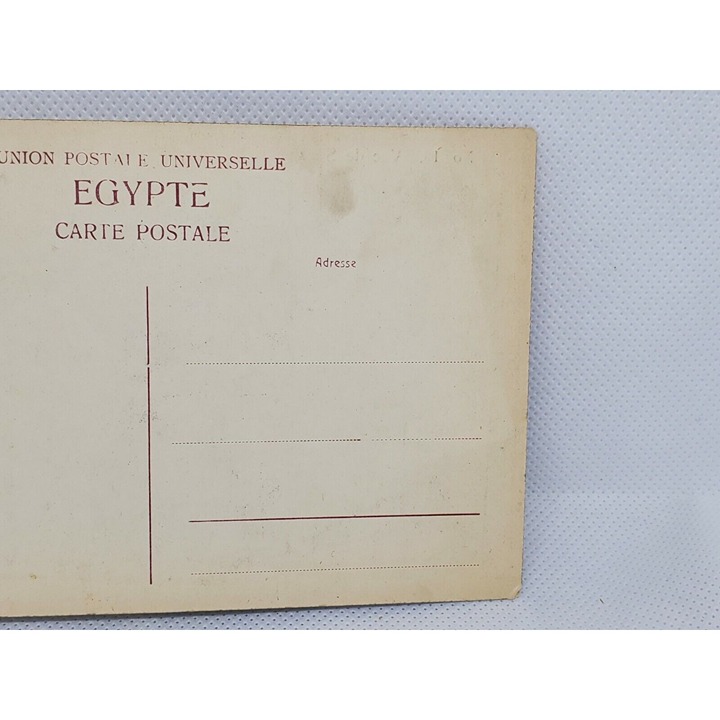 UNION POSTALE UNIVERSELLE
EGYPTE
CARTE POSTALE
Adresse